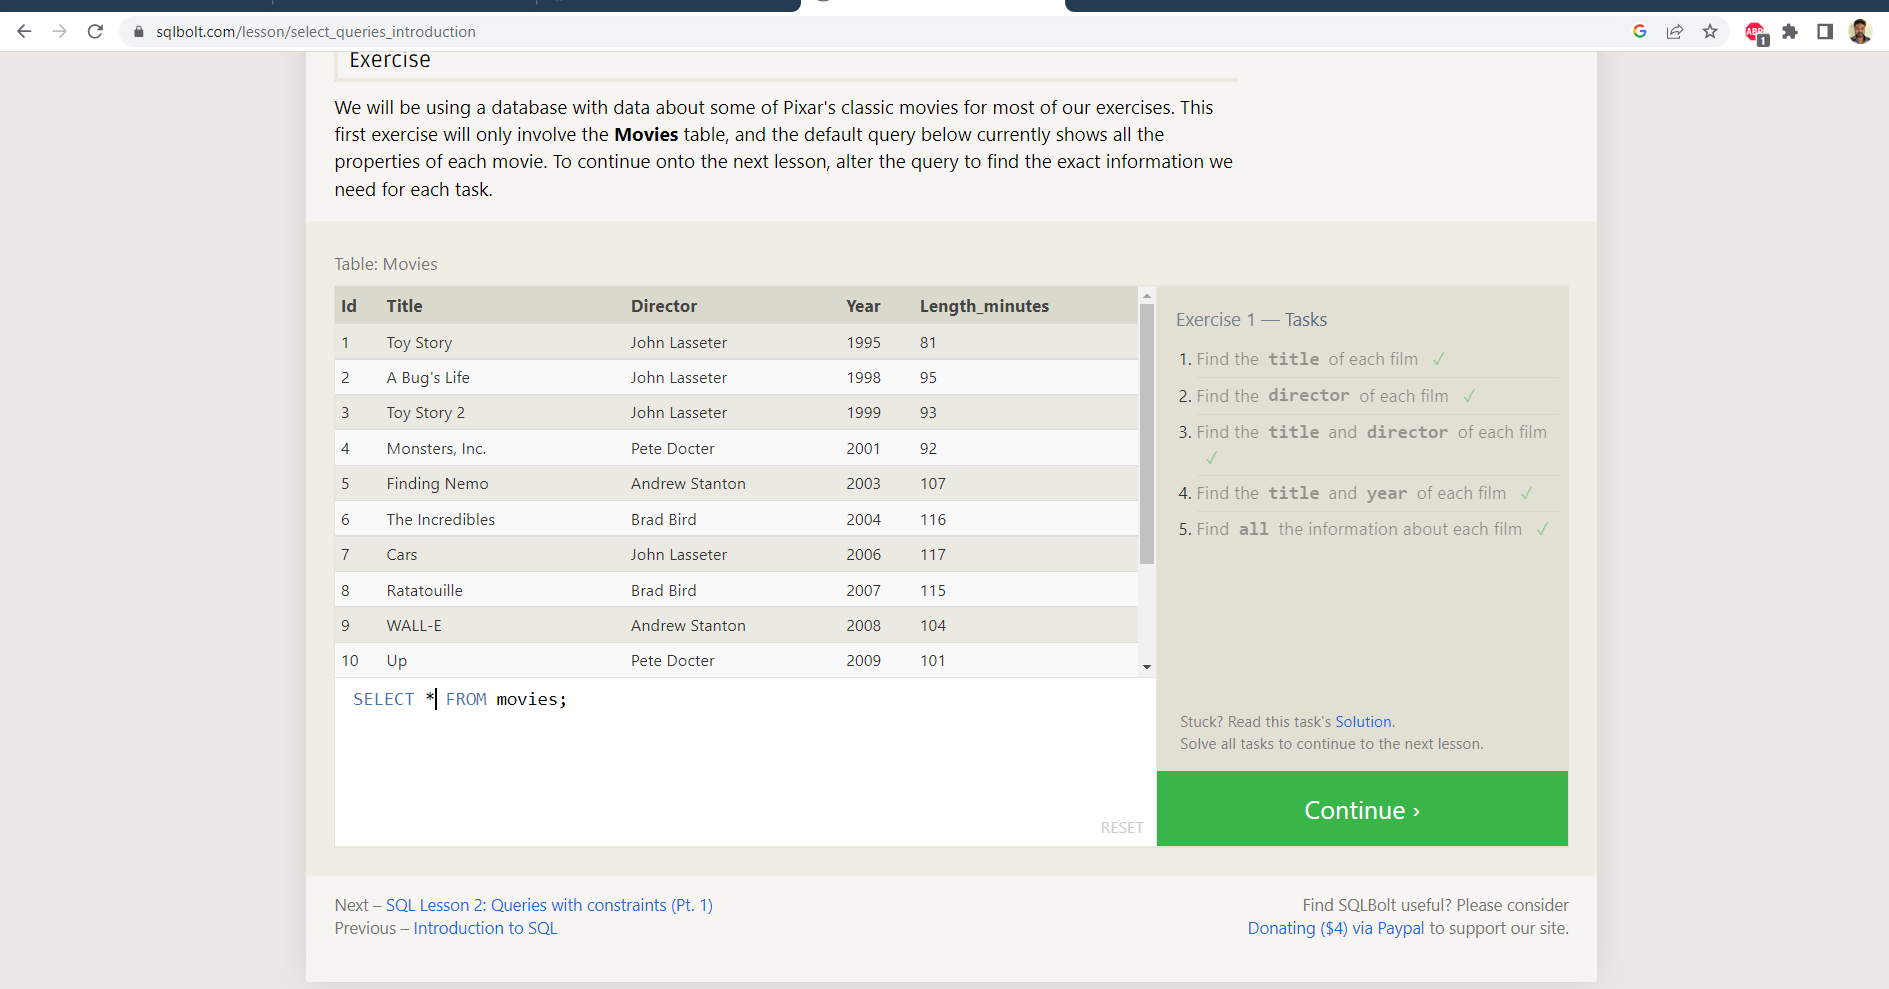 sqlbolt.com/lesson/select_queries_introduction
ABP
1
Exercise
We will be using a database with data about some of Pixar's classic movies for most of our exercises. This
first exercise will only involve the Movies table, and the default query below currently shows all the
properties of each movie. To continue onto the next lesson, alter the query to find the exact information we
need for each task.
Table: Movies
Id Title Director Year Length_minutes
1 Toy Story John Lasseter 1995 81
2 A Bug's Life John Lasseter 1998 95
3 Toy Story 2 John Lasseter 1999 93
4 Monsters, Inc. Pete Docter 2001 92
5 Finding Nemo Andrew Stanton 2003 107
6 The Incredibles Brad Bird 2004 116
7 Cars John Lasseter 2006 117
8 Ratatouille Brad Bird 2007 115
9 WALL-E Andrew Stanton 2008 104
10 Up Pete Docter 2009 101
SELECT * FROM movies;
RESET
Exercise 1 — Tasks
1. Find the title of each film ✓
2. Find the director of each film ✓
3. Find the title and director of each film
✓
4. Find the title and year of each film ✓
5. Find all the information about each film ✓
Stuck? Read this task's Solution.
Solve all tasks to continue to the next lesson.
Continue ›
Next – SQL Lesson 2: Queries with constraints (Pt. 1)
Previous – Introduction to SQL
Find SQLBolt useful? Please consider
Donating ($4) via Paypal to support our site.